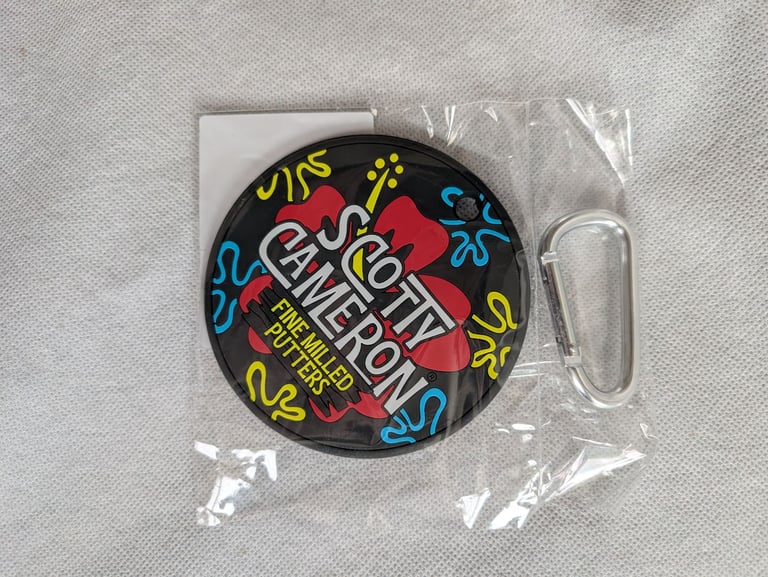 SCOTTY
CAMERON®
FINE MILLED
PUTTERS